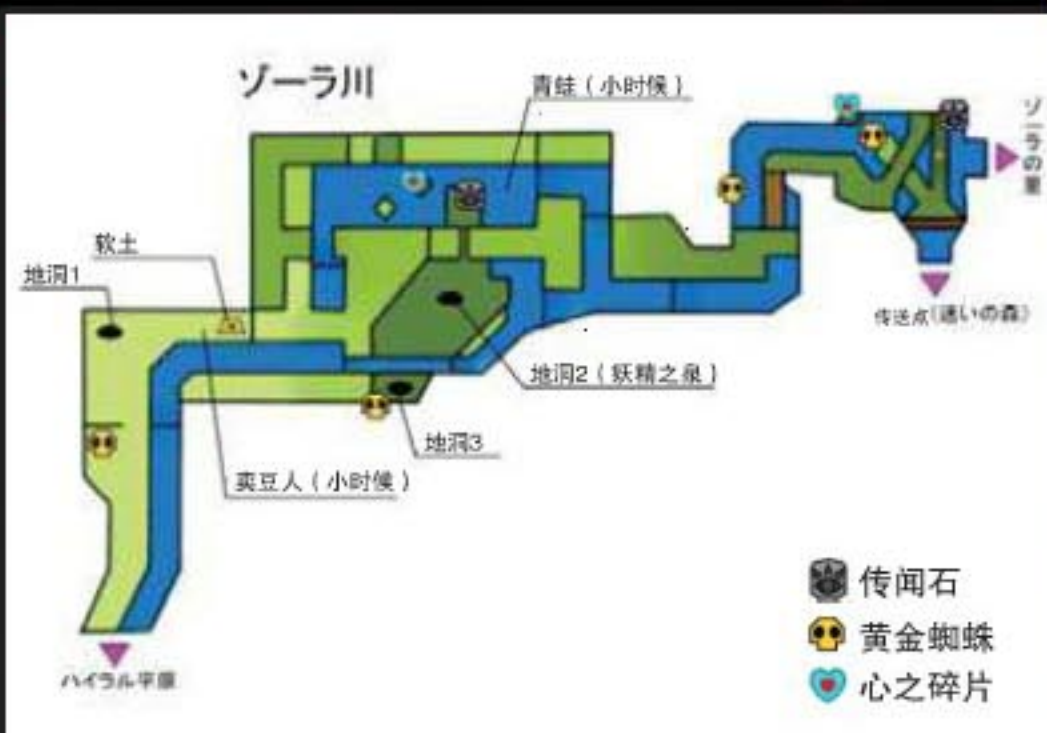 ゾーラ川
青蛙（小时候）
ゾーラの里
软土
地洞1
传送点（迷いの森）
地洞2（妖精之泉）
地洞3
卖豆人（小时候）
传闻石
黄金蜘蛛
心之碎片
ハイラル平原